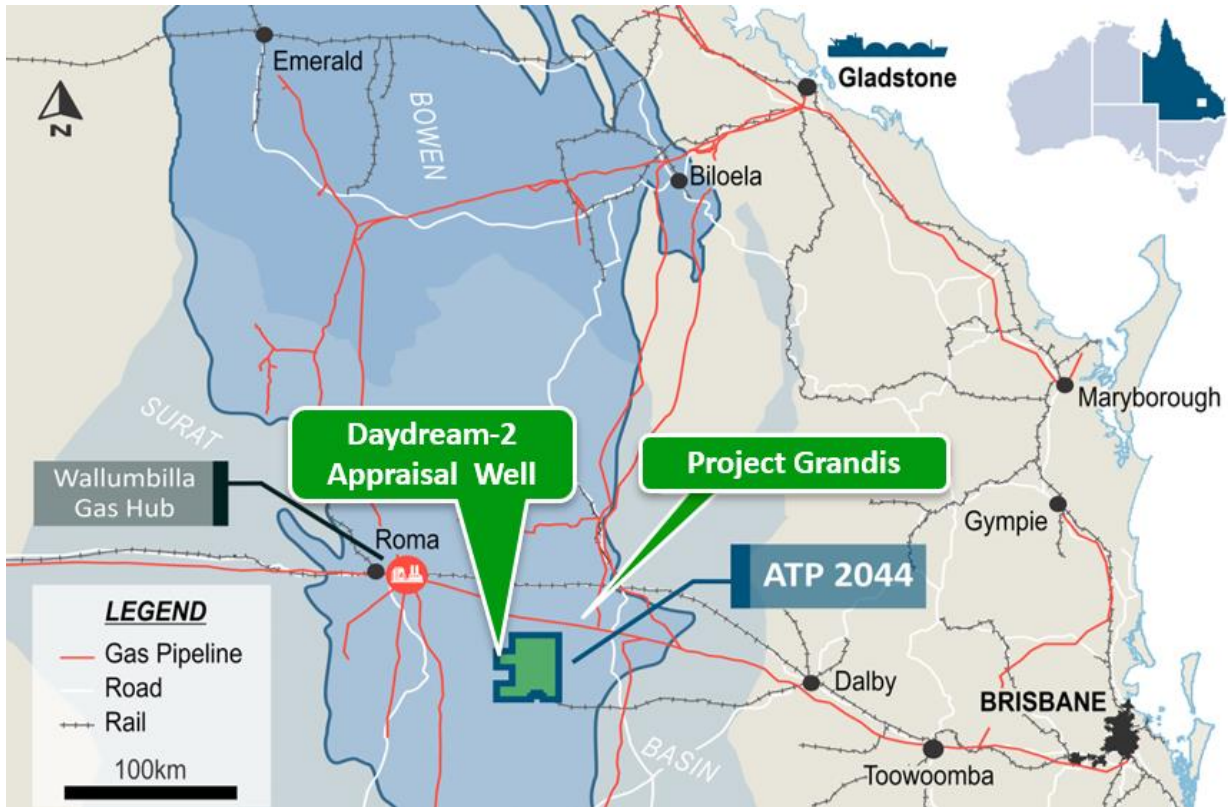 Emerald
Gladstone
BOWEN
Biloela
Maryborough
SURAT
Daydream-2
Appraisal Well
Project Grandis
Wallumbilla
Gas Hub
Gympie
Roma
ATP 2044
LEGEND
Gas Pipeline
Road
Rail
100km
Dalby
BRISBANE
BASIN
Toowoomba
N